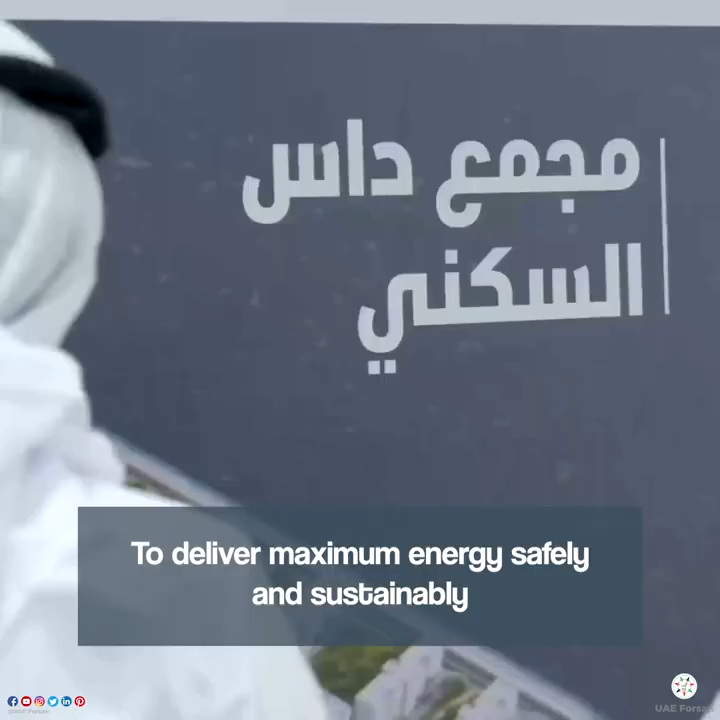 مجمع داس
السكني
To deliver maximum energy safely
and sustainably
UAE Forsan